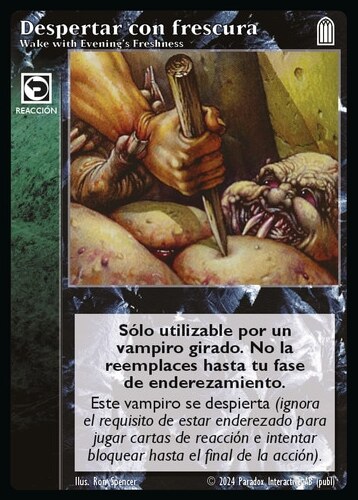 Despertar con frescura
Wake with Evening's Freshness
REACCIÓN
Sólo utilizable por un
vampiro girado. No la
reemplaces hasta tu fase
de enderezamiento.
Este vampiro se despierta (ignora
el requisito de estar enderezado para
jugar cartas de reacción e intentar
bloquear hasta el final de la acción).
Ilus. Ron Spencer
© 2024 Paradox Interactive AB (publ)